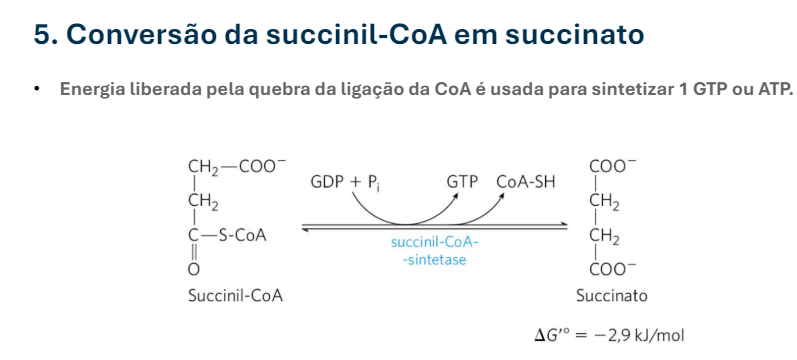 5. Conversão da succinil-CoA em succinato
• Energia liberada pela quebra da ligação da CoA é usada para sintetizar 1 GTP ou ATP.
CH₂—COO⁻
CH₂
C—S-CoA
O
Succinil-CoA
GDP + Pᵢ
GTP
CoA-SH
succinil-CoA-
-sintetase
COO⁻
CH₂
CH₂
COO⁻
Succinato
ΔG′° = −2,9 kJ/mol